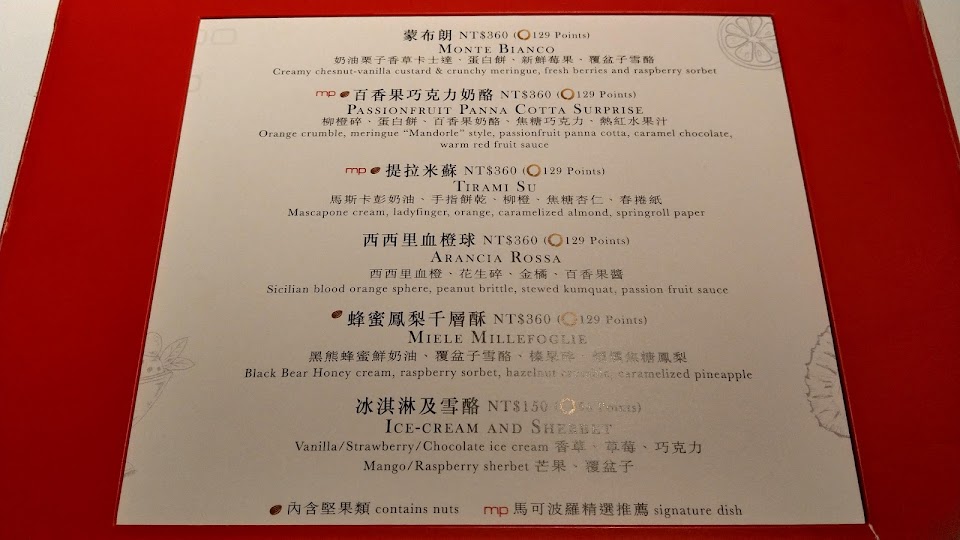 蒙布朗 NT$360 (129 Points)
MONTE BIANCO
奶油栗子香草卡士達、蛋白餅、新鮮莓果、覆盆子雪酪
Creamy chesnut-vanilla custard & crunchy meringue, fresh berries and raspberry sorbet
mp 百香果巧克力奶酪 NT$360 (129 Points)
PASSIONFRUIT PANNA COTTA SURPRISE
柳橙碎、蛋白餅、百香果奶酪、焦糖巧克力、熱紅水果汁
Orange crumble, meringue "Mandorle" style, passionfruit panna cotta, caramel chocolate,
warm red fruit sauce
mp 提拉米蘇 NT$360 (129 Points)
TIRAMI SU
馬斯卡彭奶油、手指餅乾、柳橙、焦糖杏仁、春捲紙
Mascapone cream, ladyfinger, orange, caramelized almond, springroll paper
西西里血橙球 NT$360 (129 Points)
ARANCIA ROSSA
西西里血橙、花生碎、金橘、百香果醬
Sicilian blood orange sphere, peanut brittle, stewed kumquat, passion fruit sauce
蜂蜜鳳梨千層酥 NT$360 (129 Points)
MIELE MILLEFOGLIE
黑熊蜂蜜鮮奶油、覆盆子雪酪、榛果碎、焦糖鳳梨
Black Bear Honey cream, raspberry sorbet, hazelnut caramelized pineapple
冰淇淋及雪酪 NT$150 (Points)
ICE-CREAM AND SHERBET
Vanilla/Strawberry/Chocolate ice cream 香草、草莓、巧克力
Mango/Raspberry sherbet 芒果、覆盆子
內含堅果類 contains nuts mp 馬可波羅精選推薦 signature dish